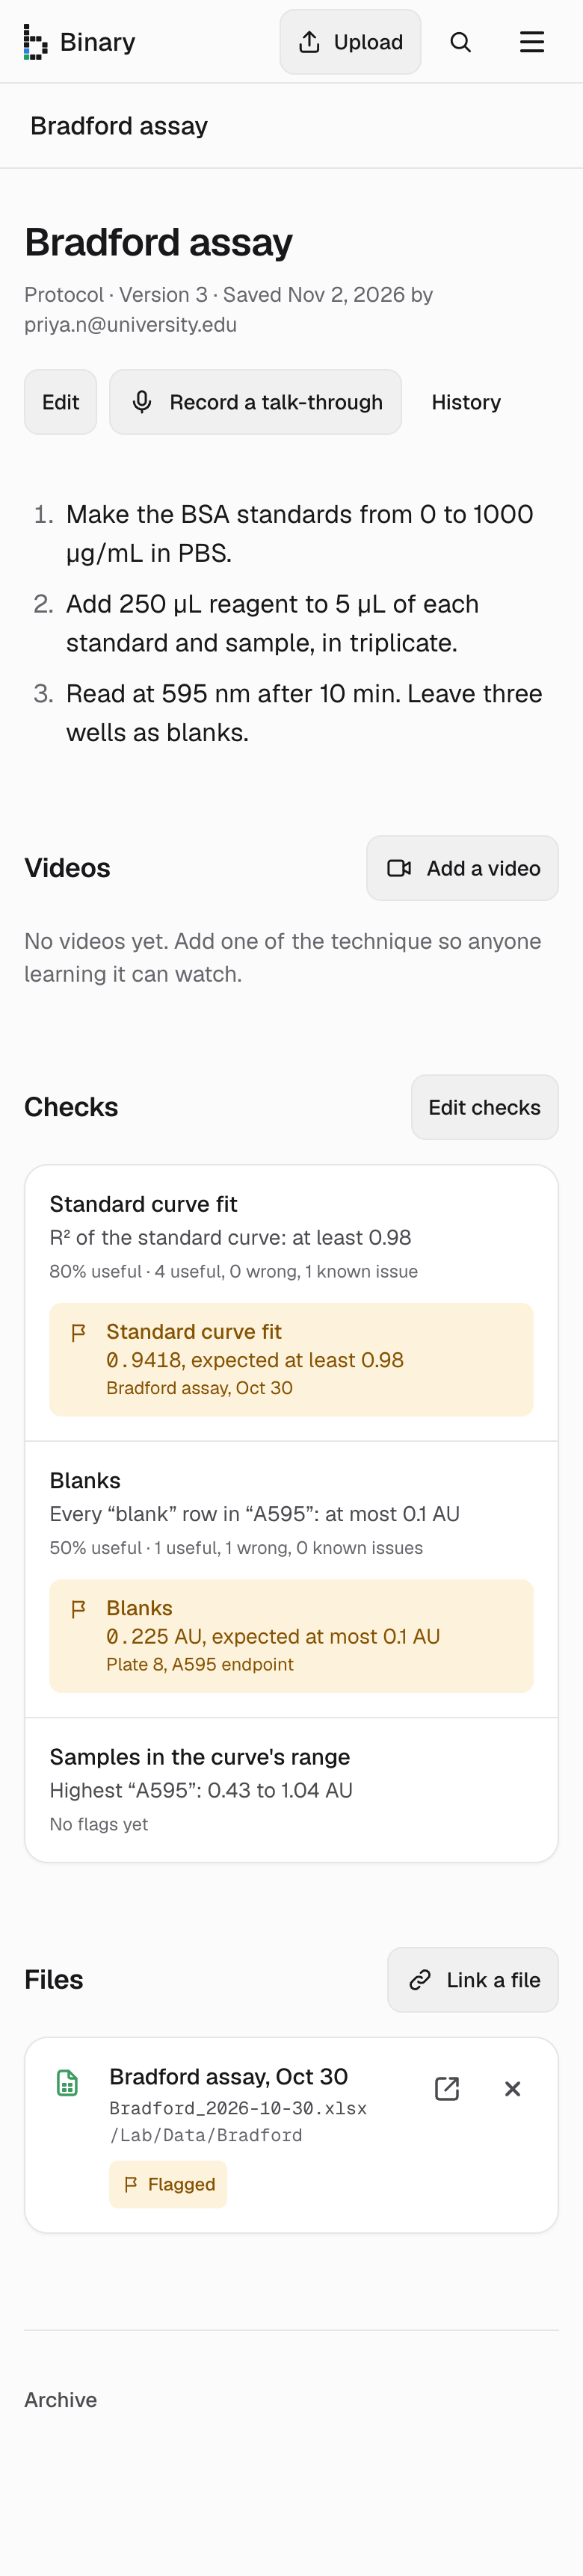 Binary
Upload
Bradford assay
Bradford assay
Protocol · Version 3 · Saved Nov 2, 2026 by
priya.n@university.edu
Edit
Record a talk-through
History
1. Make the BSA standards from 0 to 1000
µg/mL in PBS.
2. Add 250 µL reagent to 5 µL of each
standard and sample, in triplicate.
3. Read at 595 nm after 10 min. Leave three
wells as blanks.
Videos
Add a video
No videos yet. Add one of the technique so anyone
learning it can watch.
Checks
Edit checks
Standard curve fit
R² of the standard curve: at least 0.98
80% useful · 4 useful, 0 wrong, 1 known issue
Standard curve fit
0.9418, expected at least 0.98
Bradford assay, Oct 30
Blanks
Every “blank” row in “A595”: at most 0.1 AU
50% useful · 1 useful, 1 wrong, 0 known issues
Blanks
0.225 AU, expected at most 0.1 AU
Plate 8, A595 endpoint
Samples in the curve's range
Highest “A595”: 0.43 to 1.04 AU
No flags yet
Files
Link a file
Bradford assay, Oct 30
Bradford_2026-10-30.xlsx
/Lab/Data/Bradford
Flagged
Archive